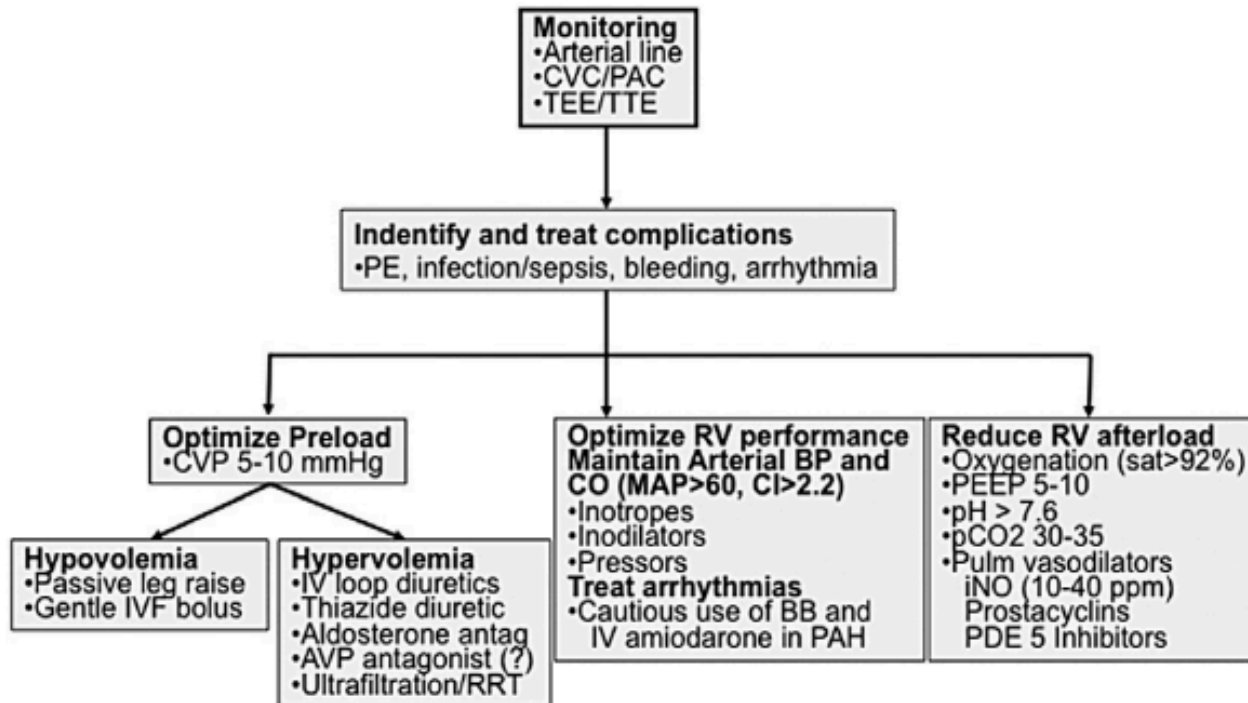 Monitoring
•Arterial line
•CVC/PAC
•TEE/TTE
Indentify and treat complications
•PE, infection/sepsis, bleeding, arrhythmia
Optimize Preload
•CVP 5-10 mmHg
Hypovolemia
•Passive leg raise
•Gentle IVF bolus
Hypervolemia
•IV loop diuretics
•Thiazide diuretic
•Aldosterone antag
•AVP antagonist (?)
•Ultrafiltration/RRT
Optimize RV performance
Maintain Arterial BP and
CO (MAP>60, CI>2.2)
•Inotropes
•Inodilators
•Pressors
Treat arrhythmias
•Cautious use of BB and
IV amiodarone in PAH
Reduce RV afterload
•Oxygenation (sat>92%)
•PEEP 5-10
•pH > 7.6
•pCO2 30-35
•Pulm vasodilators
iNO (10-40 ppm)
Prostacyclins
PDE 5 Inhibitors